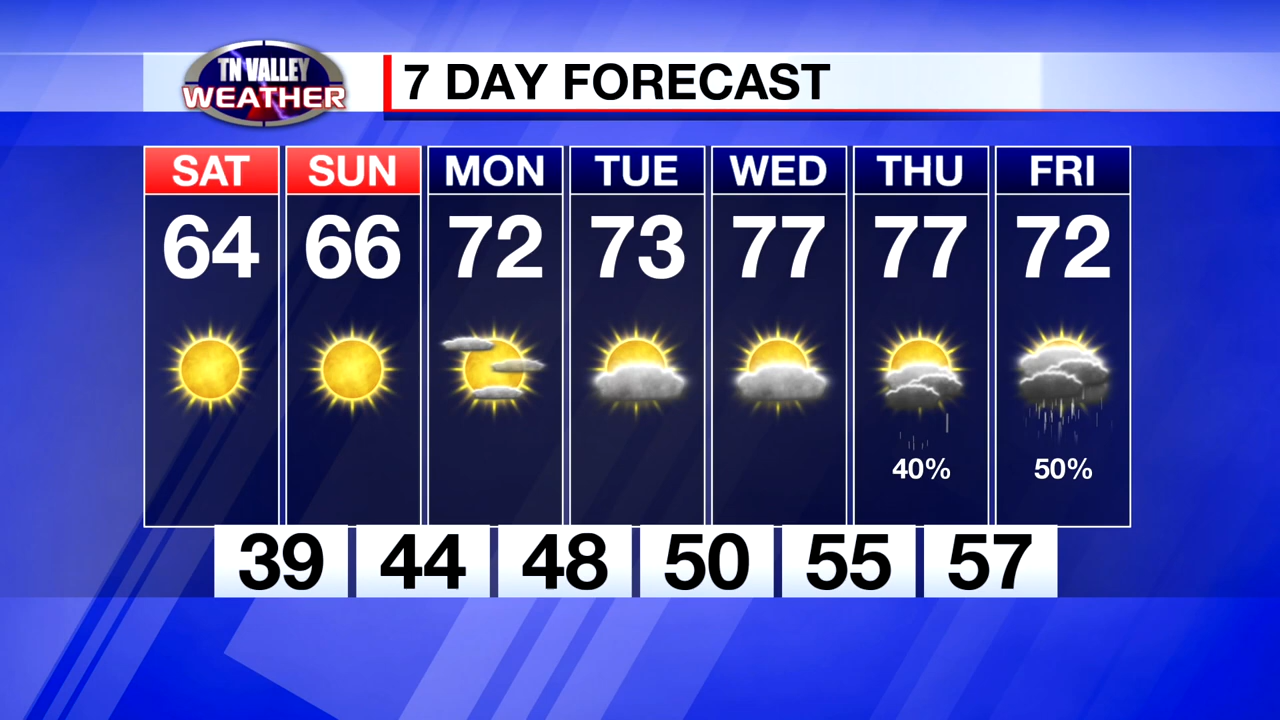 TN VALLEY
WEATHER
7 DAY FORECAST
SAT SUN MON TUE WED THU FRI
64 66 72 73 77 77 72
40% 50%
39 44 48 50 55 57